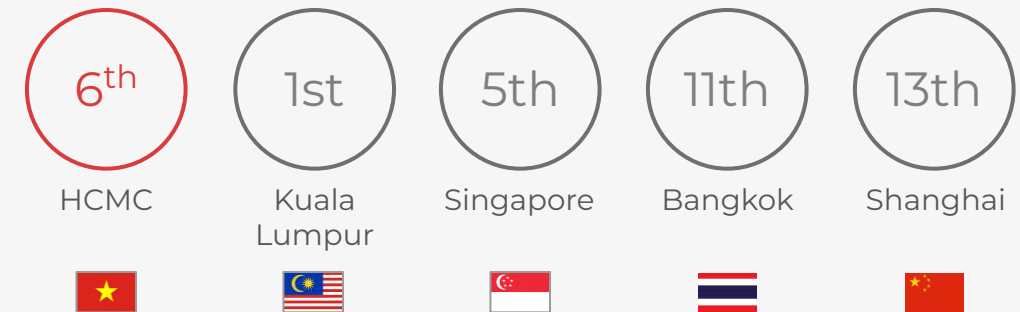 6th
1st
5th
11th
13th
HCMC
Kuala
Lumpur
Singapore
Bangkok
Shanghai